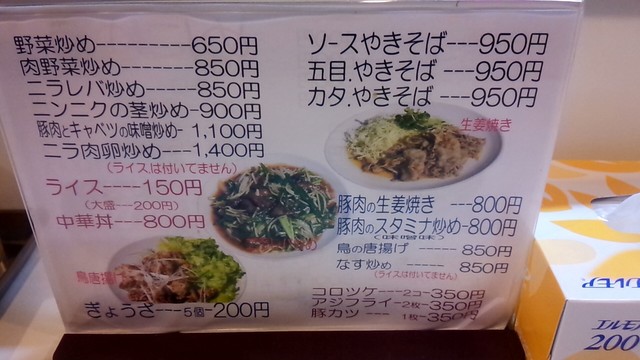 野菜炒め---------650円
肉野菜炒め-------850円
ニラレバ炒め-----850円
ニンニクの茎炒め-900円
豚肉とキャベツの味噌炒め- 1,100円
ニラ肉卵炒め---1,400円
(ライスは付いてません)
ライス----150円
(大盛---200円)
中華丼---800円
鳥唐揚
ぎょうざ----5個-200円
ソースやきそば---950円
五目.やきそば ---950円
カタ.やきそば ---950円
生姜焼き
豚肉の生姜焼き ---800円
豚肉のスタミナ炒め-800円
(味噌味)
鳥の唐揚げ ----- 850円
なす炒め ----- 850円
(ライスは付いてません)
コロッケ---2コ-350円
アジフライ-2枚-350円
豚カツ --- 1枚-350円
200